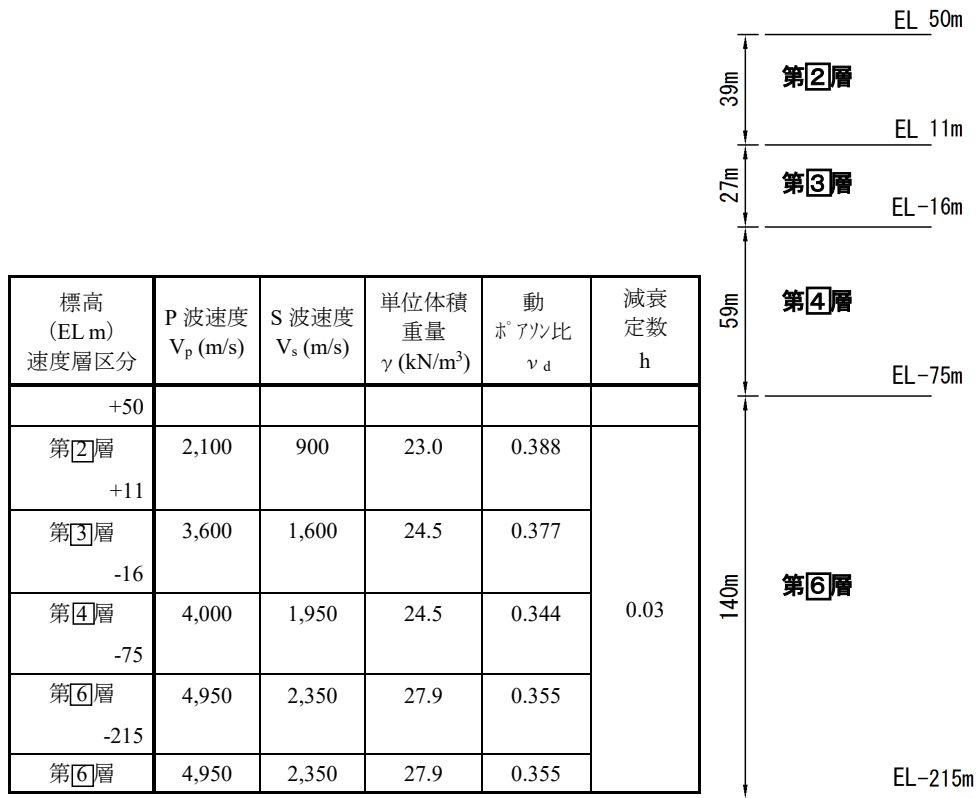 標高
(EL m)
速度層区分
P 波速度
Vp (m/s)
S 波速度
Vs (m/s)
単位体積
重量
γ (kN/m³)
動
ﾎﾟｱｿﾝ比
ν d
減衰
定数
h
+50
第2層 2,100 900 23.0 0.388
+11
第3層 3,600 1,600 24.5 0.377
-16
第4層 4,000 1,950 24.5 0.344 0.03
-75
第6層 4,950 2,350 27.9 0.355
-215
第6層 4,950 2,350 27.9 0.355
EL 50m
39m
第2層
EL 11m
27m
第3層
EL-16m
59m
第4層
EL-75m
140m
第6層
EL-215m